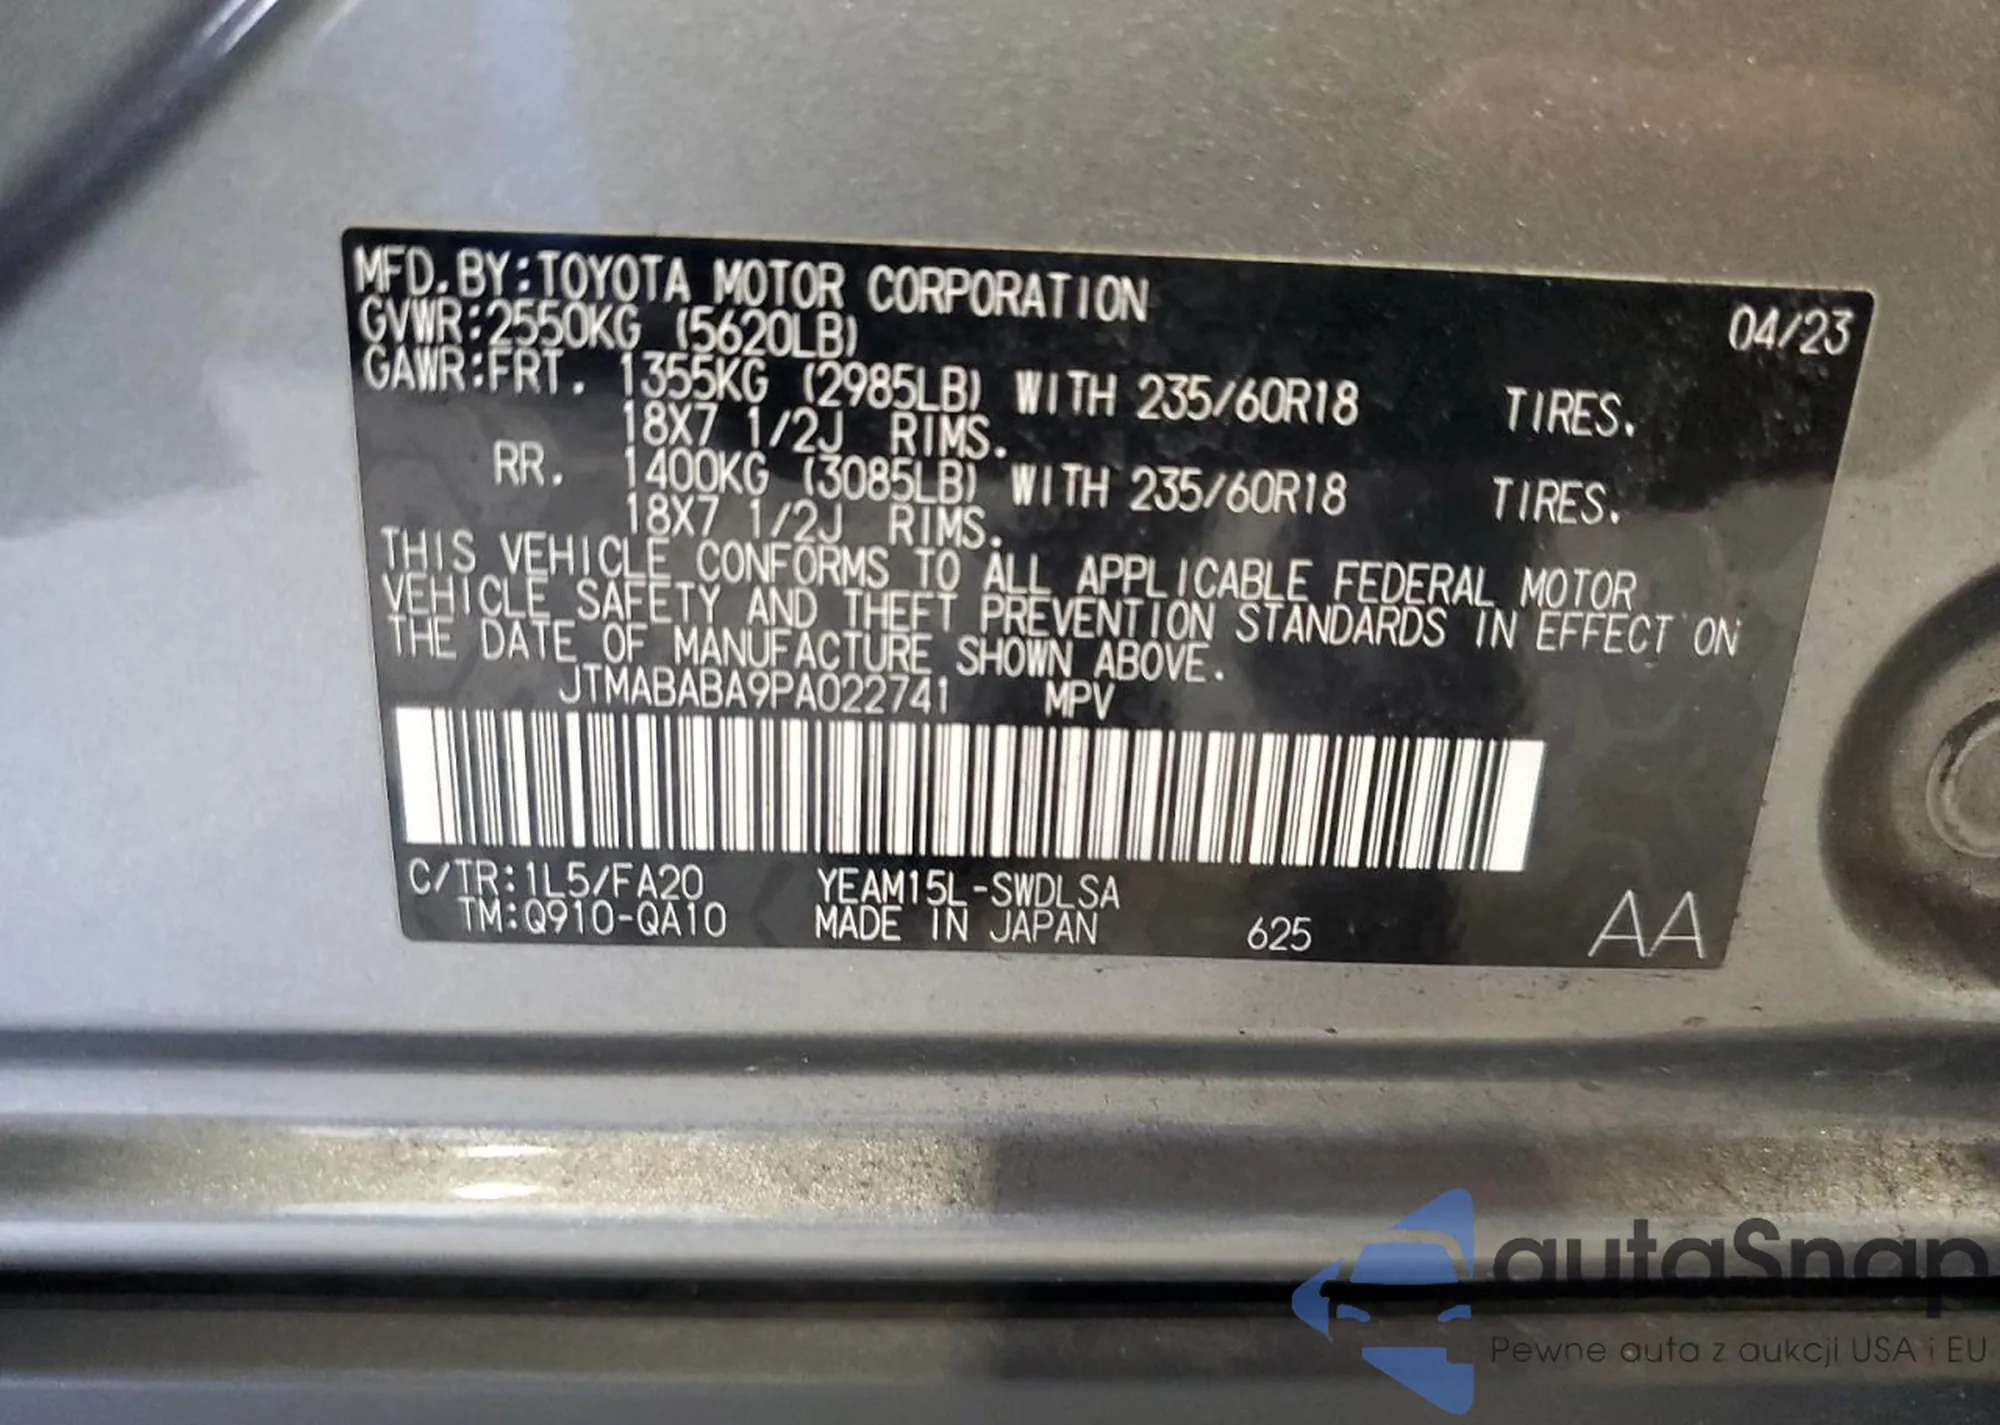 MFD.BY:TOYOTA MOTOR CORPORATION 04/23
GVWR:2550KG (5620LB)
GAWR:FRT. 1355KG (2985LB) WITH 235/60R18 TIRES.
18X7 1/2J RIMS.
RR. 1400KG (3085LB) WITH 235/60R18 TIRES.
18X7 1/2J RIMS.
THIS VEHICLE CONFORMS TO ALL APPLICABLE FEDERAL MOTOR
VEHICLE SAFETY AND THEFT PREVENTION STANDARDS IN EFFECT ON
THE DATE OF MANUFACTURE SHOWN ABOVE.
JTMABABA9PA022741 MPV
C/TR:1L5/FA20 YEAM15L-SWDLSA
TM:Q910-QA10 MADE IN JAPAN 625 AA
autaSnap
Pewne auta z aukcji USA i EU